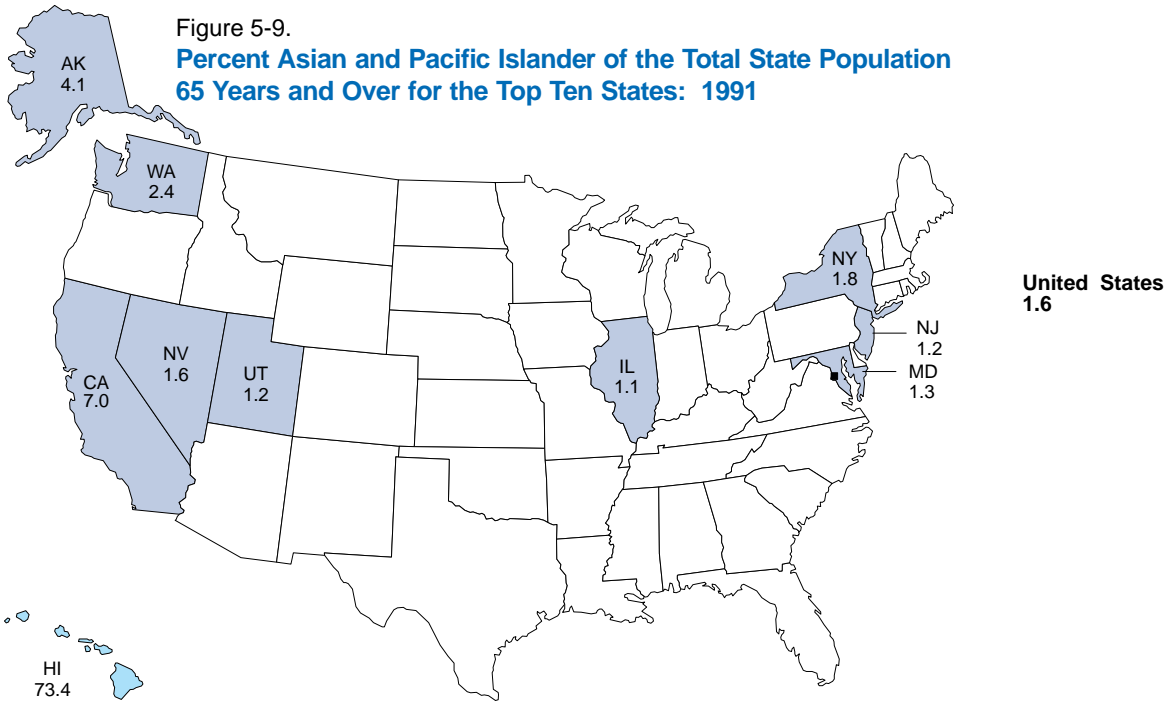 Figure 5-9.
Percent Asian and Pacific Islander of the Total State Population
65 Years and Over for the Top Ten States: 1991
AK
4.1
WA
2.4
NY
1.8
United States
1.6
NJ
1.2
MD
1.3
NV
1.6
UT
1.2
IL
1.1
CA
7.0
HI
73.4